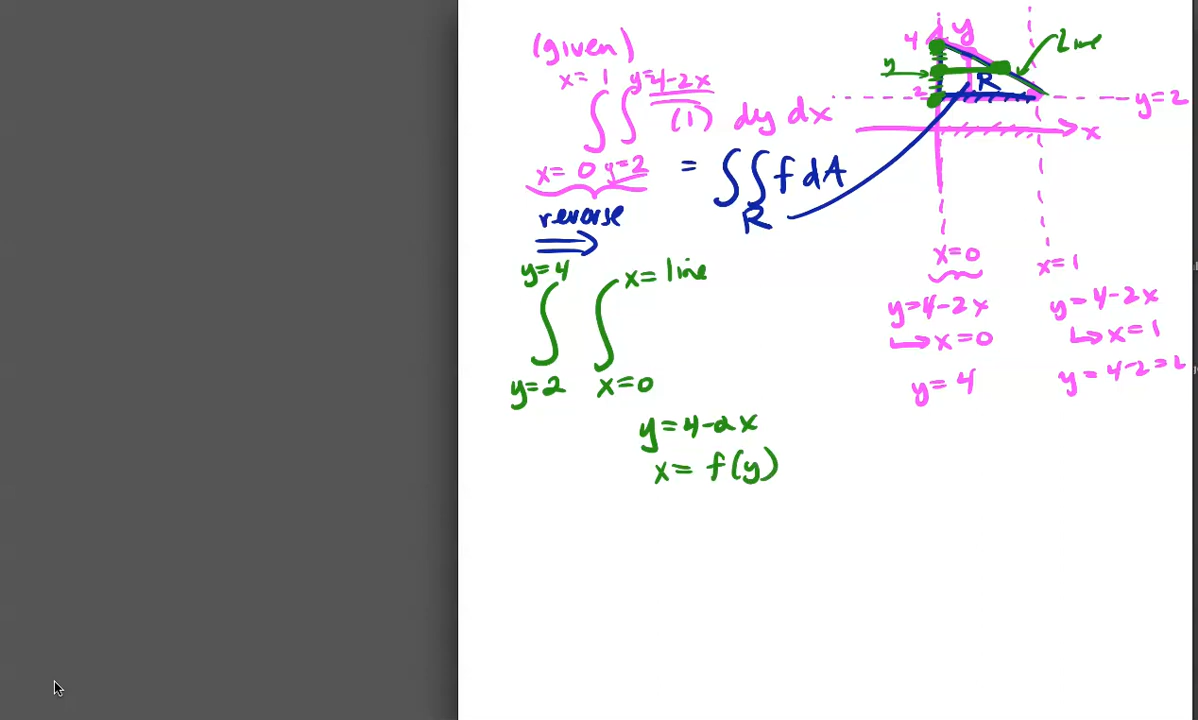 (given)
x= 1 y=4-2x
∫ ∫ (1) dy dx
x= 0 y=2
= ∫∫ f dA
R
reverse
⇒
y=4 x= line
∫ ∫
y=2 x=0
y=4-2x
x= f(y)
4 y Line
y R
2 y=2
x
x=0 x=1
y=4-2x y=4-2x
↳ x=0 ↳ x=1
y= 4 y= 4-2=2